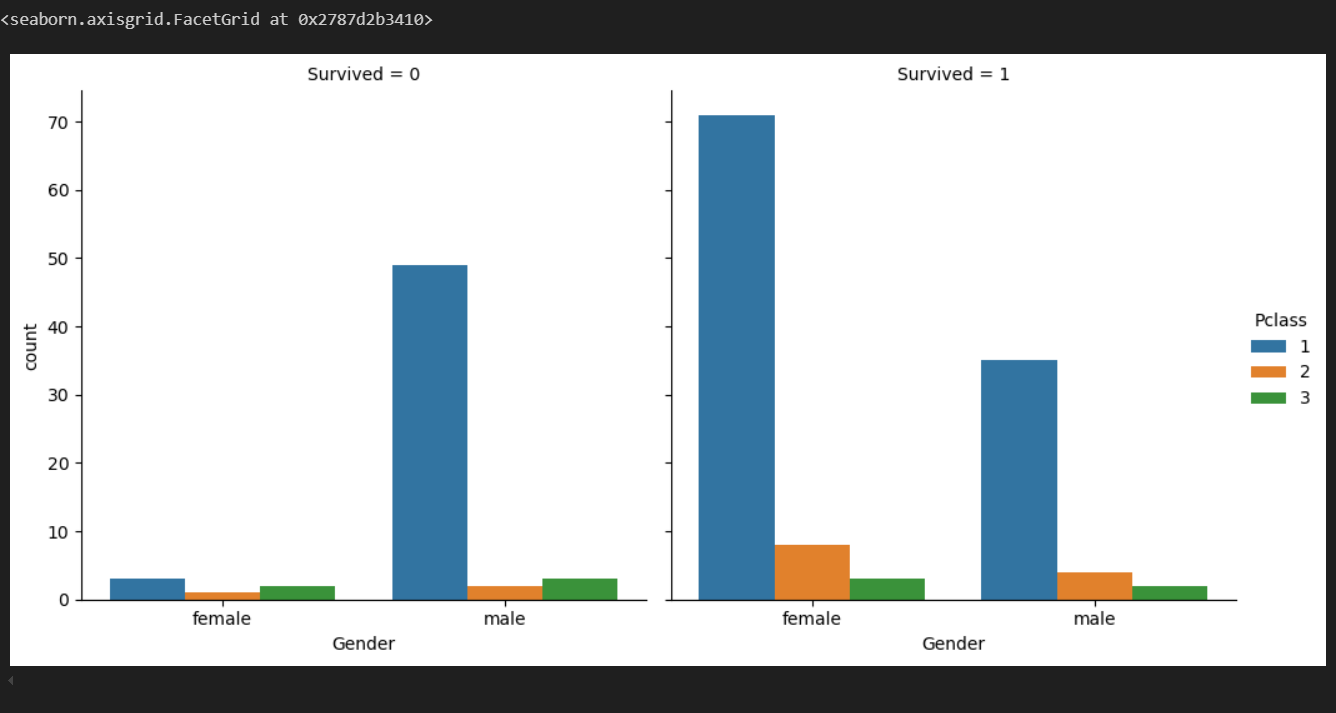 <seaborn.axisgrid.FacetGrid at 0x2787d2b3410>
Survived = 0
Survived = 1
70
60
50
40
30
20
10
0
count
female
male
Gender
female
male
Gender
Pclass
1
2
3